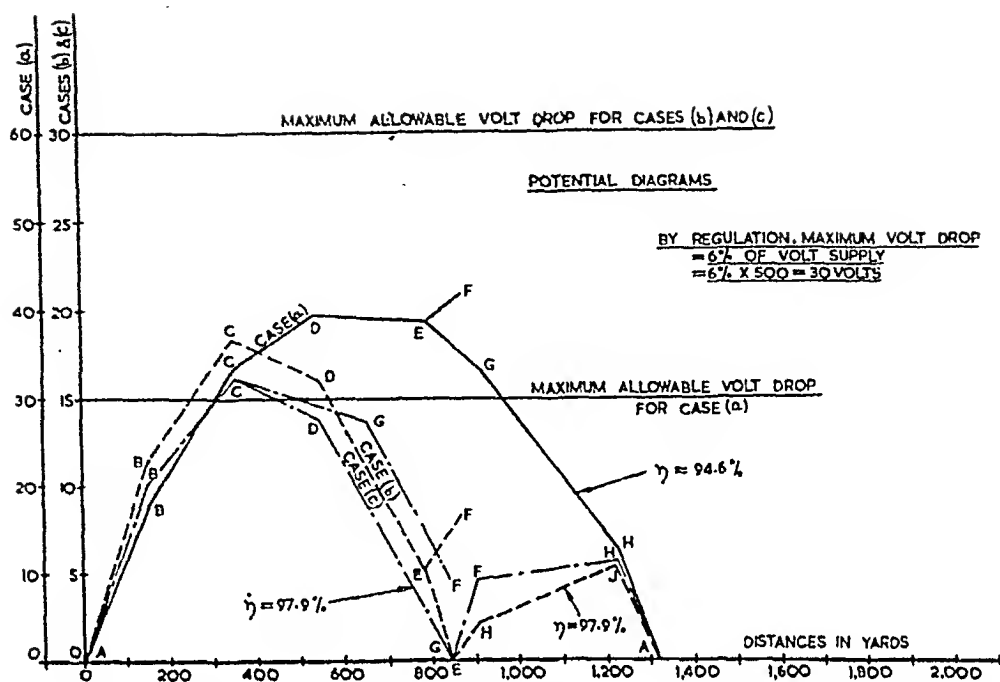 CASE (a)
CASES (b) & (c)
60 30
MAXIMUM ALLOWABLE VOLT DROP FOR CASES (b) AND (c)
POTENTIAL DIAGRAMS
50
BY REGULATION. MAXIMUM VOLT DROP
= 6% OF VOLT SUPPLY
= 6% X 500 = 30 VOLTS
40 20
F
C
CASE (a)
D
E
C
G
D
MAXIMUM ALLOWABLE VOLT DROP
FOR CASE (a)
30 15
C
D
G
B
B
B
CASE (b)
CASE (c)
η ≈ 94.6%
20 10
F
H
H
10 5
E
F
F
J
η = 97.9%
H
η = 97.9%
G
A
DISTANCES IN YARDS
0 0 A
E
0 200 400 600 800 1,000 1,200 1,400 1,600 1,800 2,000